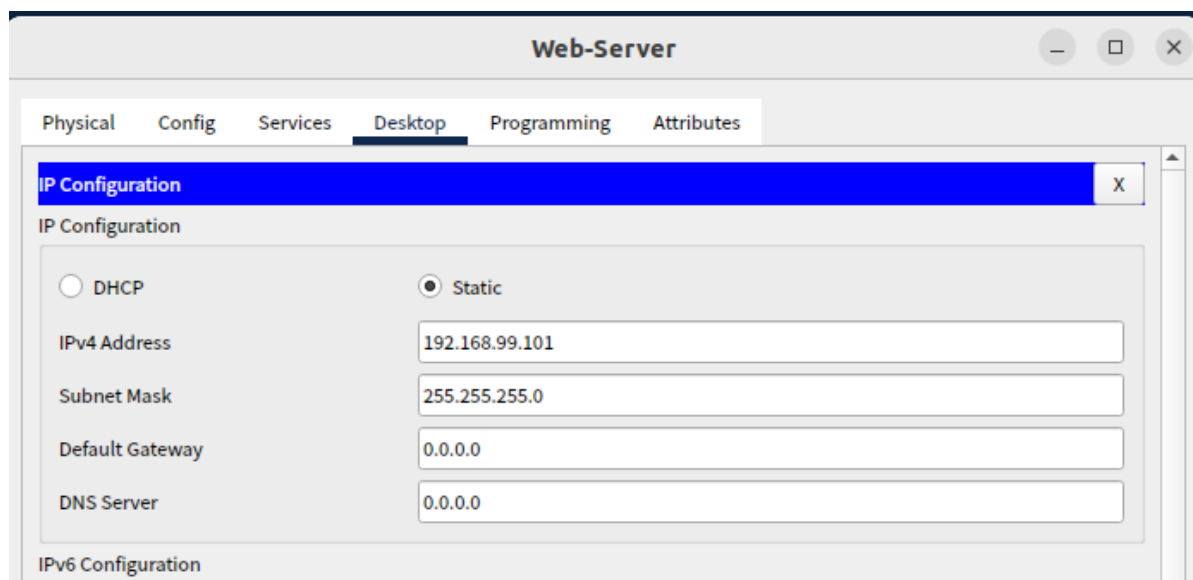 Web-Server
Physical Config Services Desktop Programming Attributes
IP Configuration X
IP Configuration
DHCP Static
IPv4 Address 192.168.99.101
Subnet Mask 255.255.255.0
Default Gateway 0.0.0.0
DNS Server 0.0.0.0
IPv6 Configuration